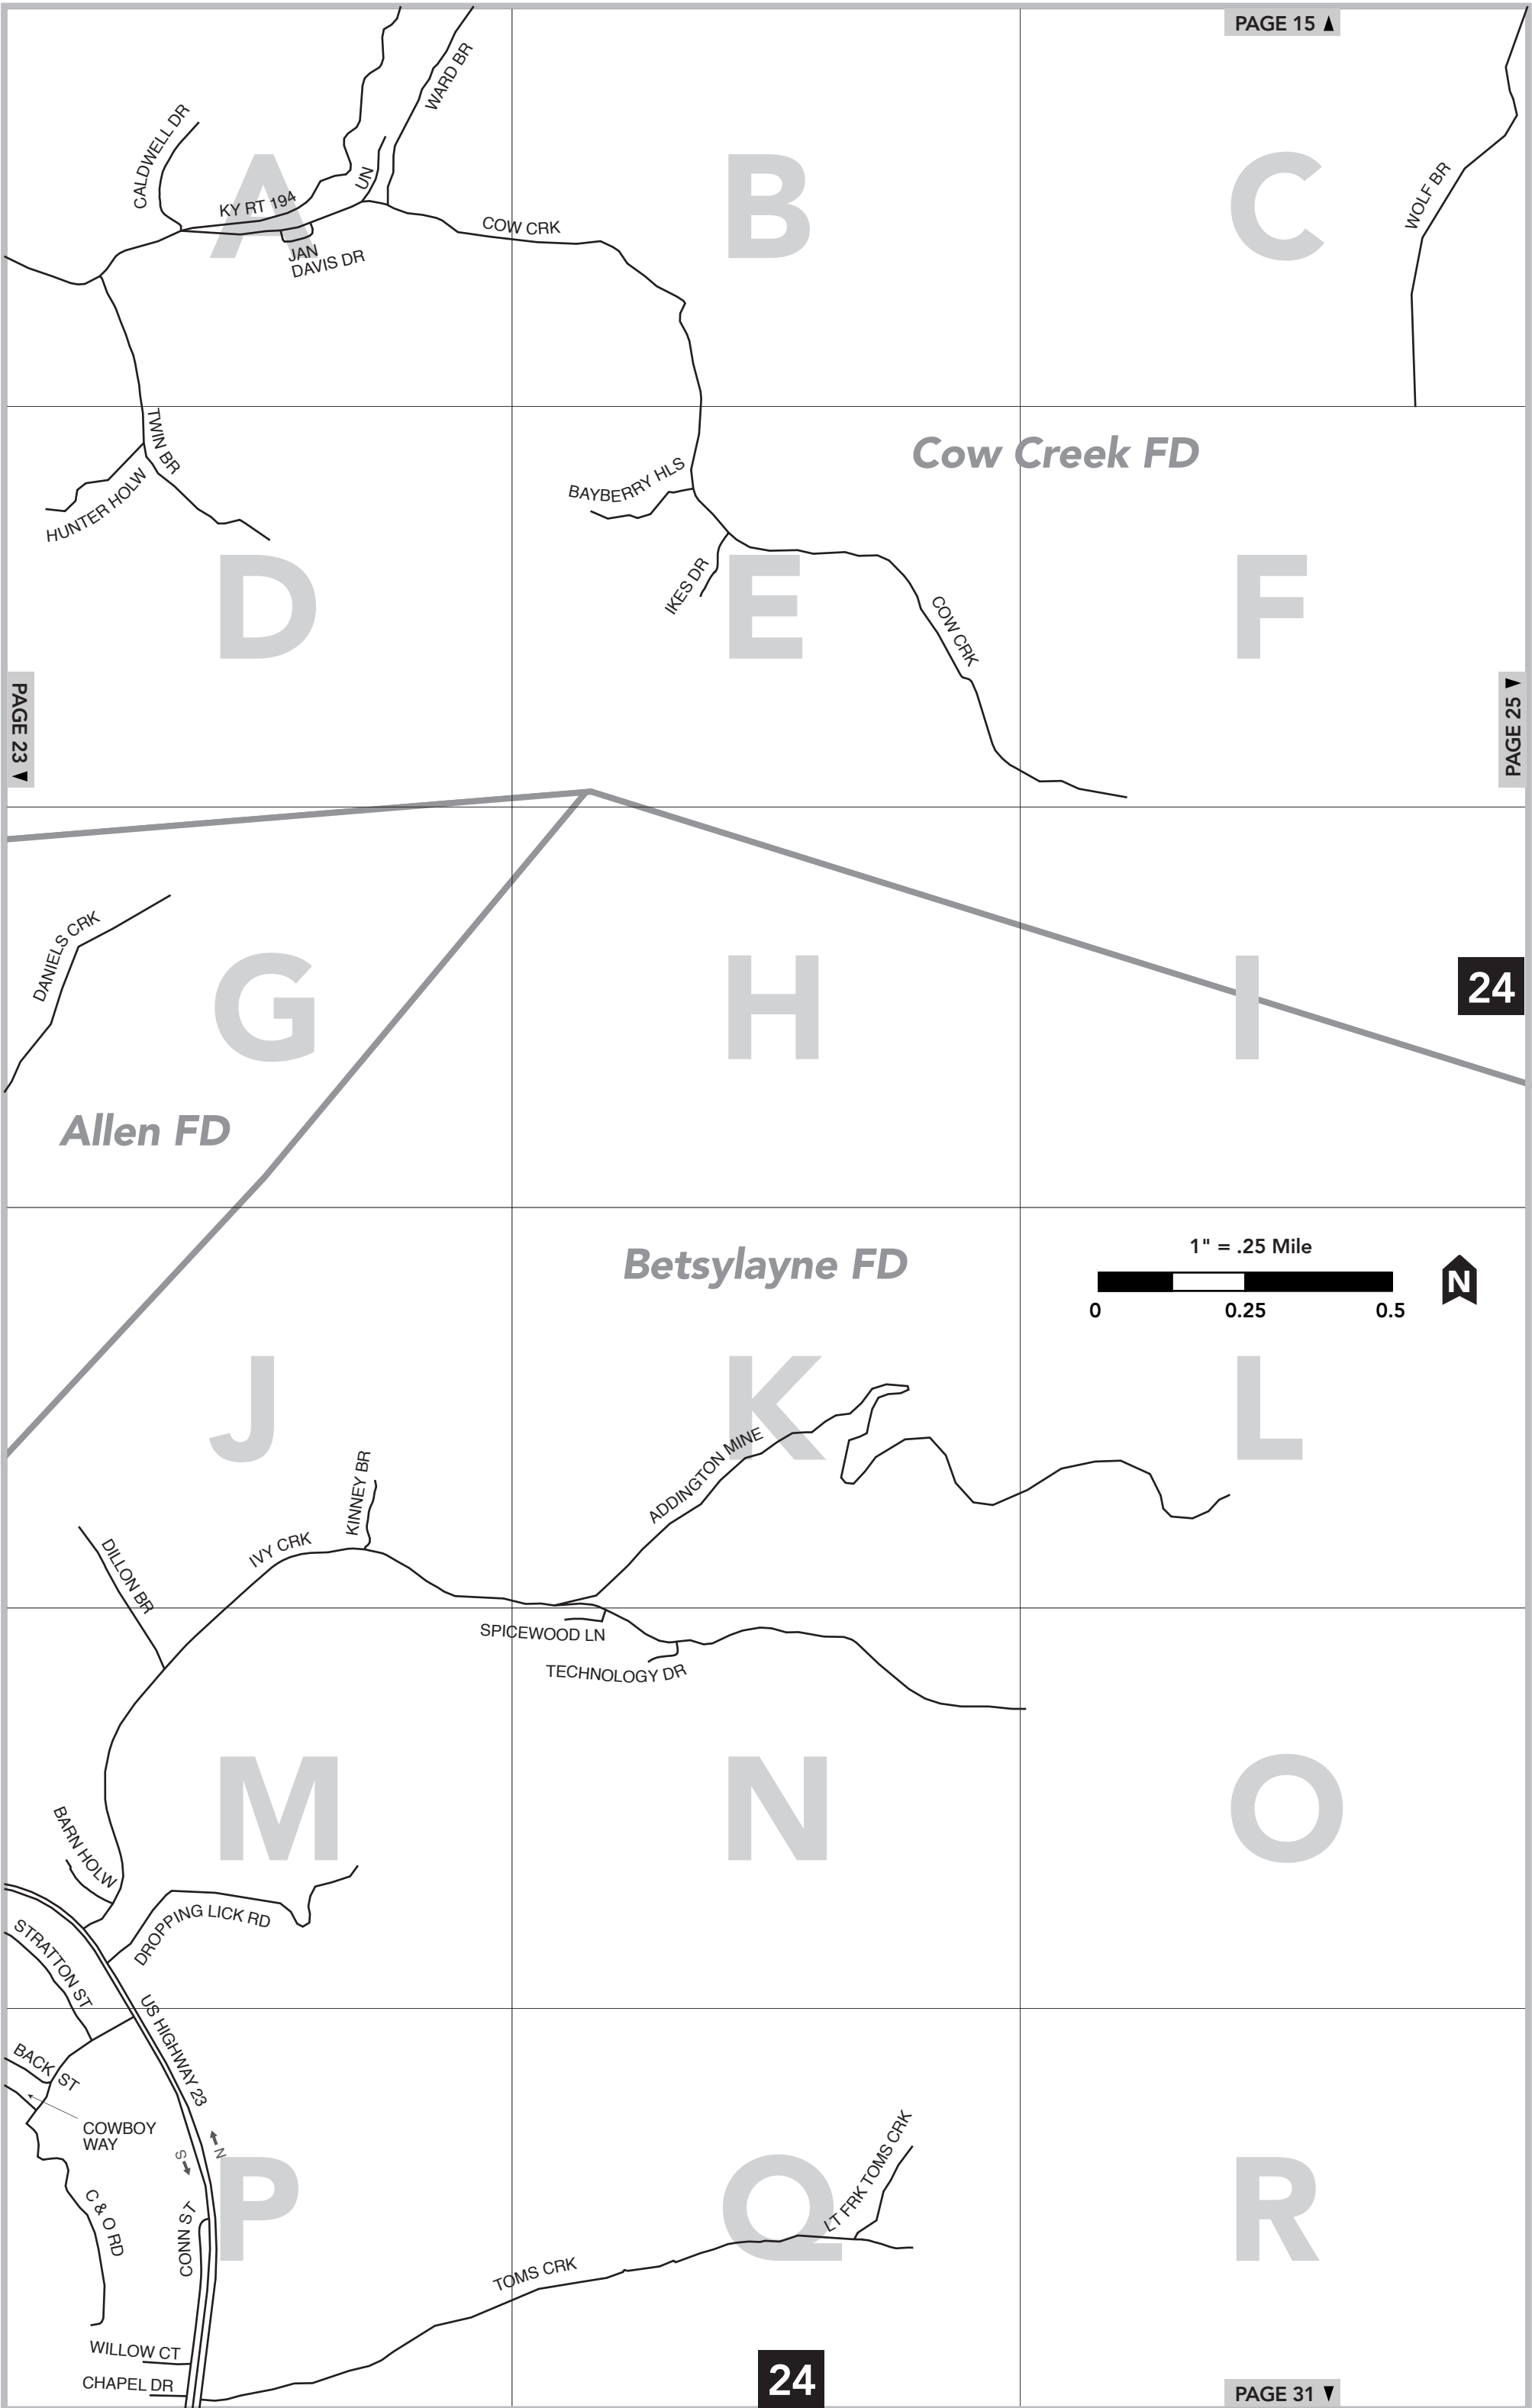 PAGE 15 ▲
WARD BR
CALDWELL DR
UN
A
B
C
WOLF BR
KY RT 194
COW CRK
JAN
DAVIS DR
TWIN BR
HUNTER HOLW
BAYBERRY HLS
Cow Creek FD
IKES DR
D
E
F
COW CRK
PAGE 23 ▼
PAGE 25 ▼
DANIELS CRK
G
H
I
24
Allen FD
Betsylayne FD
1" = .25 Mile
0
0.25
0.5
N
J
K
L
ADDINGTON MINE
KINNEY BR
IVY CRK
DILLON BR
SPICEWOOD LN
TECHNOLOGY DR
M
N
O
BARN HOLW
DROPPING LICK RD
STRATTON ST
US HIGHWAY 23
BACK ST
COWBOY
WAY
N
S
P
Q
R
LT FRK TOMS CRK
C & O RD
CONN ST
TOMS CRK
WILLOW CT
CHAPEL DR
24
PAGE 31 ▼